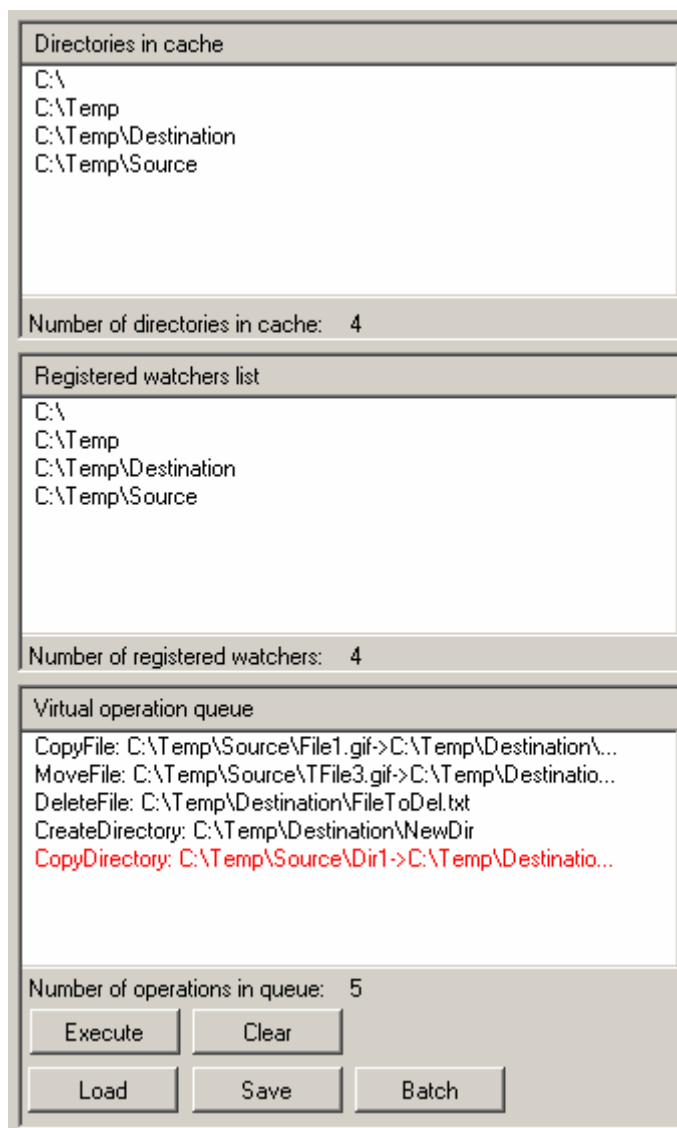 Directories in cache
C:\
C:\Temp
C:\Temp\Destination
C:\Temp\Source
Number of directories in cache: 4
Registered watchers list
C:\
C:\Temp
C:\Temp\Destination
C:\Temp\Source
Number of registered watchers: 4
Virtual operation queue
CopyFile: C:\Temp\Source\File1.gif->C:\Temp\Destination\...
MoveFile: C:\Temp\Source\TFile3.gif->C:\Temp\Destinatio...
DeleteFile: C:\Temp\Destination\FileToDel.txt
CreateDirectory: C:\Temp\Destination\NewDir
CopyDirectory: C:\Temp\Source\Dir1->C:\Temp\Destinatio...
Number of operations in queue: 5
Execute Clear
Load Save Batch